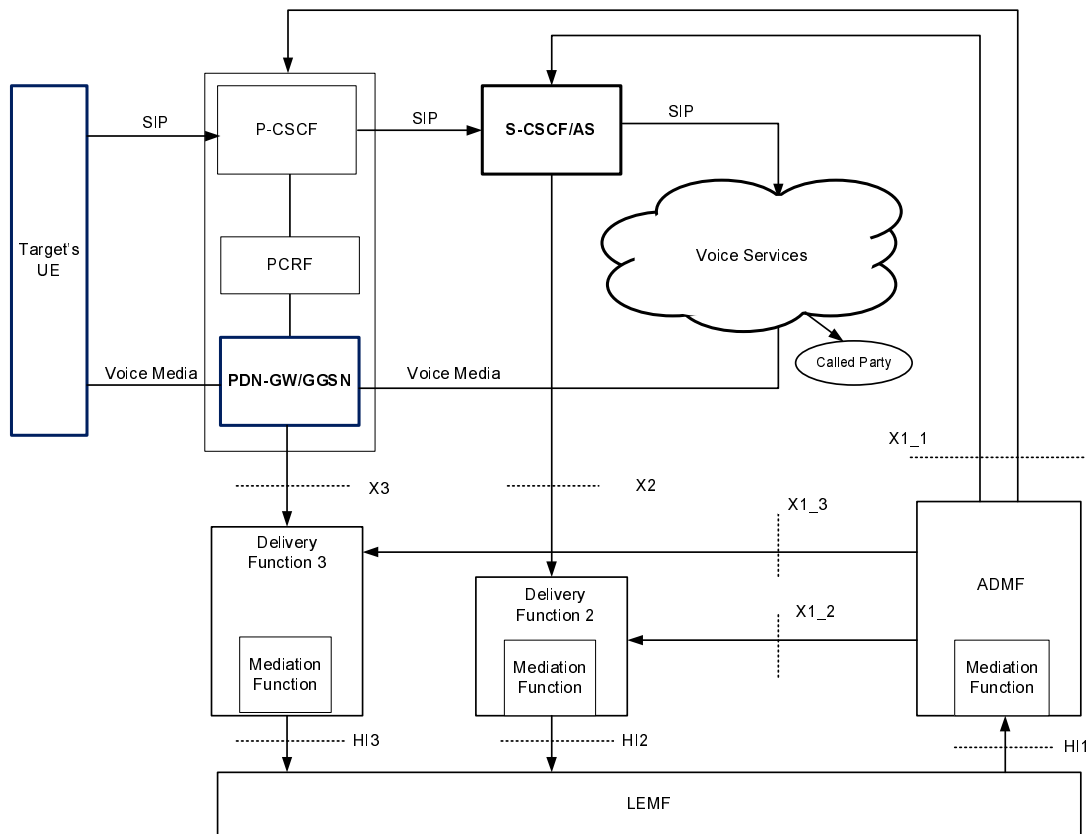 SIP
P-CSCF
SIP
S-CSCF/AS
SIP
Target's
UE
PCRF
Voice Services
Voice Media
PDN-GW/GGSN
Voice Media
Called Party
X1_1
X3
X2
X1_3
Delivery
Function 3
ADMF
Delivery
Function 2
X1_2
Mediation
Function
Mediation
Function
Mediation
Function
HI3
HI2
HI1
LEMF